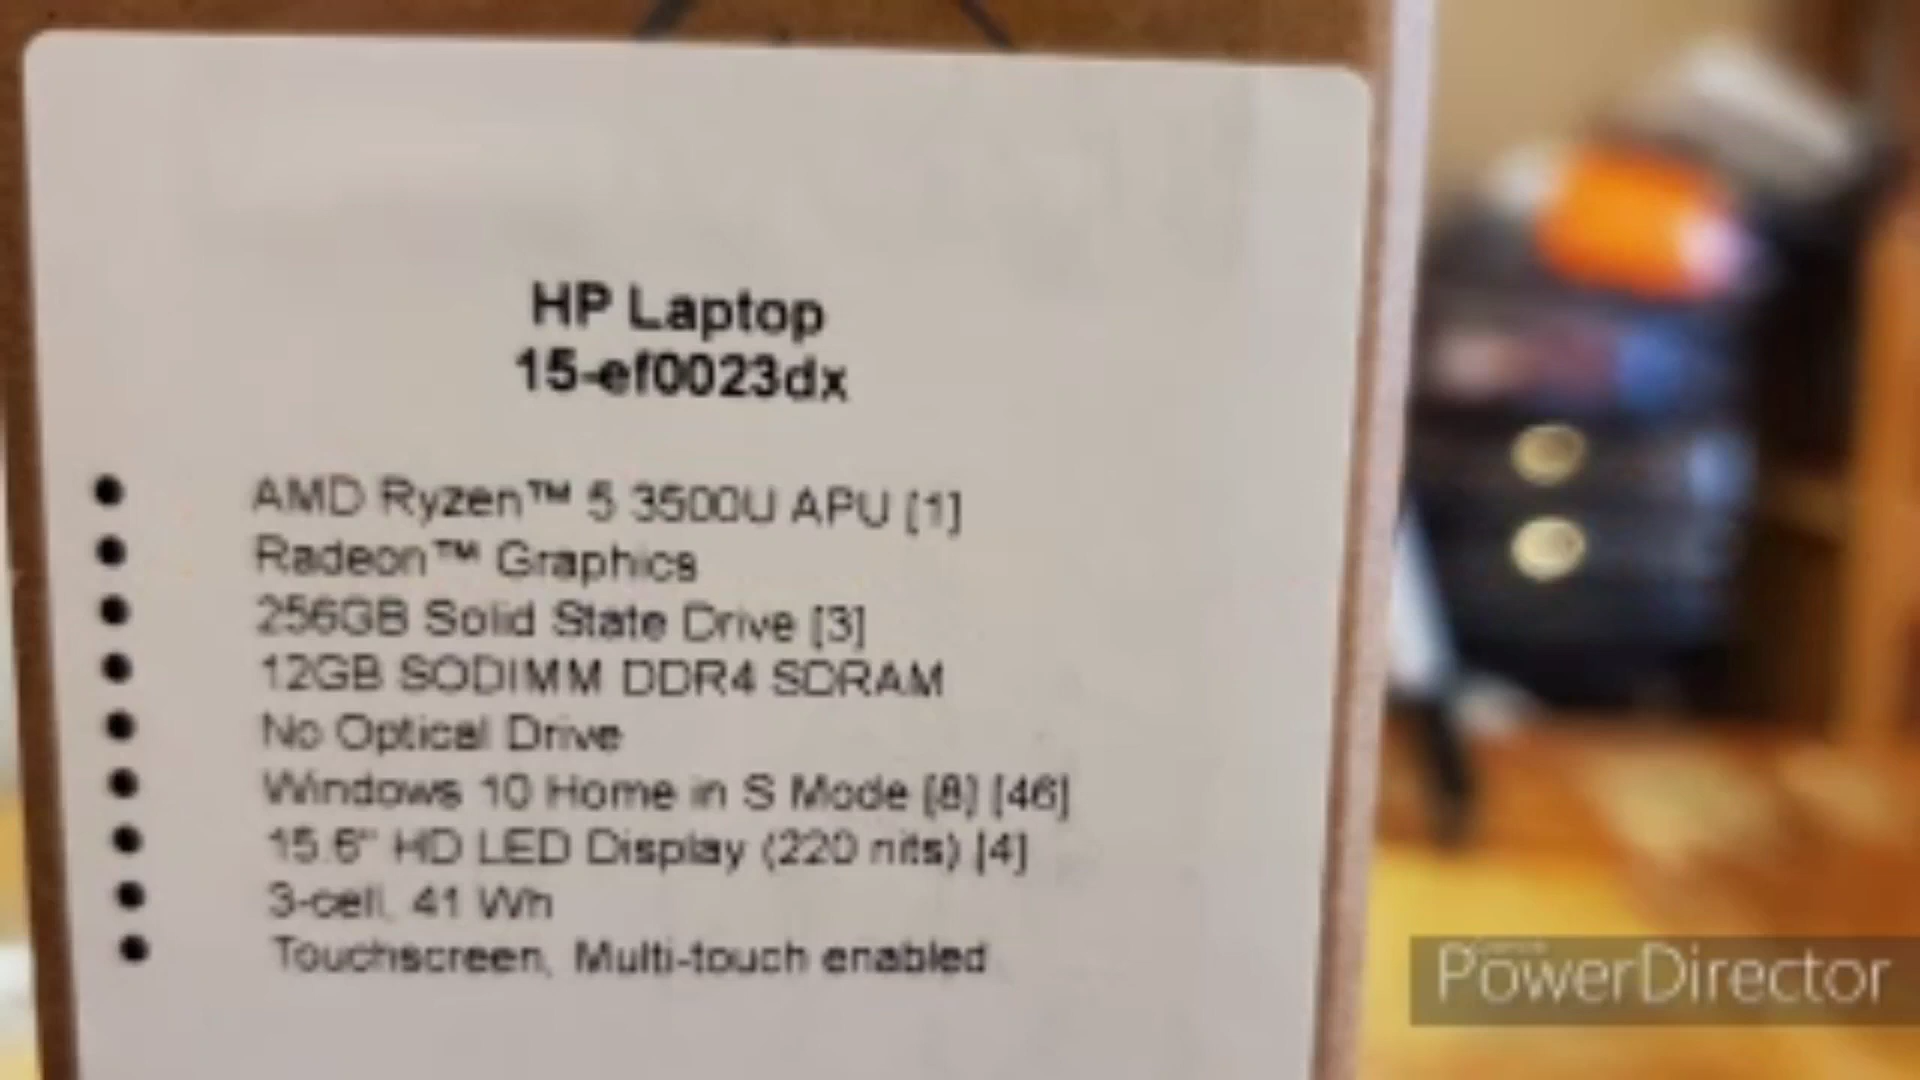 HP Laptop
15-ef0023dx
● AMD Ryzen™ 5 3500U APU [1]
● Radeon™ Graphics
● 256GB Solid State Drive [3]
● 12GB SODIMM DDR4 SDRAM
● No Optical Drive
● Windows 10 Home in S Mode [8] [46]
● 15.6" HD LED Display (220 nits) [4]
● 3-cell, 41 Wh
● Touchscreen, Multi-touch enabled
PowerDirector